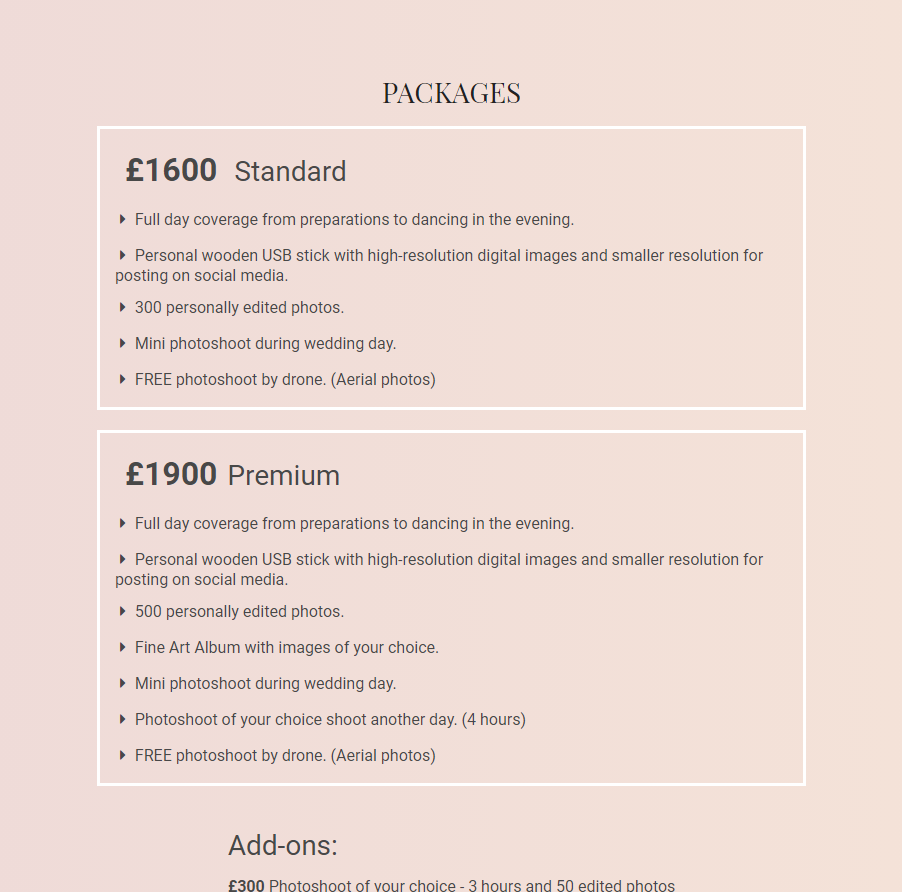 PACKAGES
£1600 Standard
Full day coverage from preparations to dancing in the evening.
Personal wooden USB stick with high-resolution digital images and smaller resolution for
posting on social media.
300 personally edited photos.
Mini photoshoot during wedding day.
FREE photoshoot by drone. (Aerial photos)
£1900 Premium
Full day coverage from preparations to dancing in the evening.
Personal wooden USB stick with high-resolution digital images and smaller resolution for
posting on social media.
500 personally edited photos.
Fine Art Album with images of your choice.
Mini photoshoot during wedding day.
Photoshoot of your choice shoot another day. (4 hours)
FREE photoshoot by drone. (Aerial photos)
Add-ons:
£300 Photoshoot of your choice - 3 hours and 50 edited photos